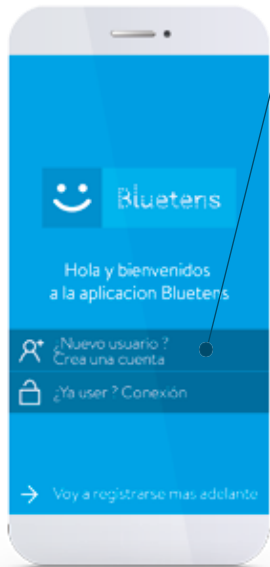 Bluetens
Hola y bienvenidos
a la aplicacion Bluetens
¿Nuevo usuario ?
Crea una cuenta
¿Ya user ? Conexión
Voy a registrarse mas adelante